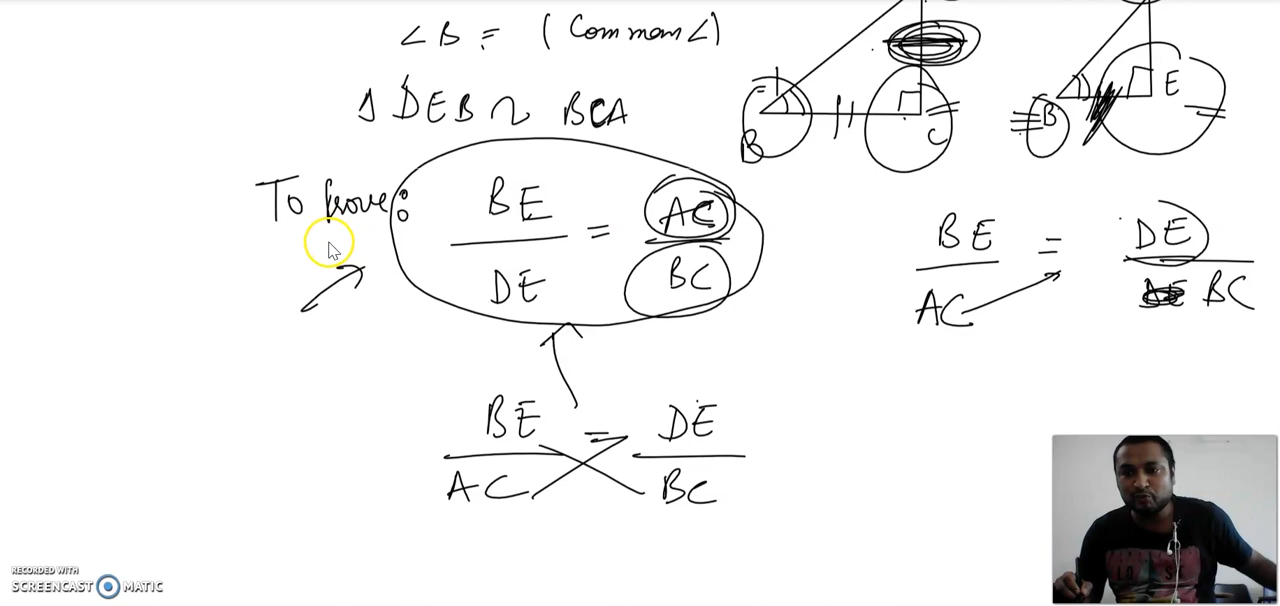 ∠B = (Common ∠)
Δ DEB ~ BCA
B C B E
To prove: BE/DE = AC/BC
BE/AC = DE/BC
BE/AC = DE/BC
RECORDED WITH
SCREENCAST MATIC